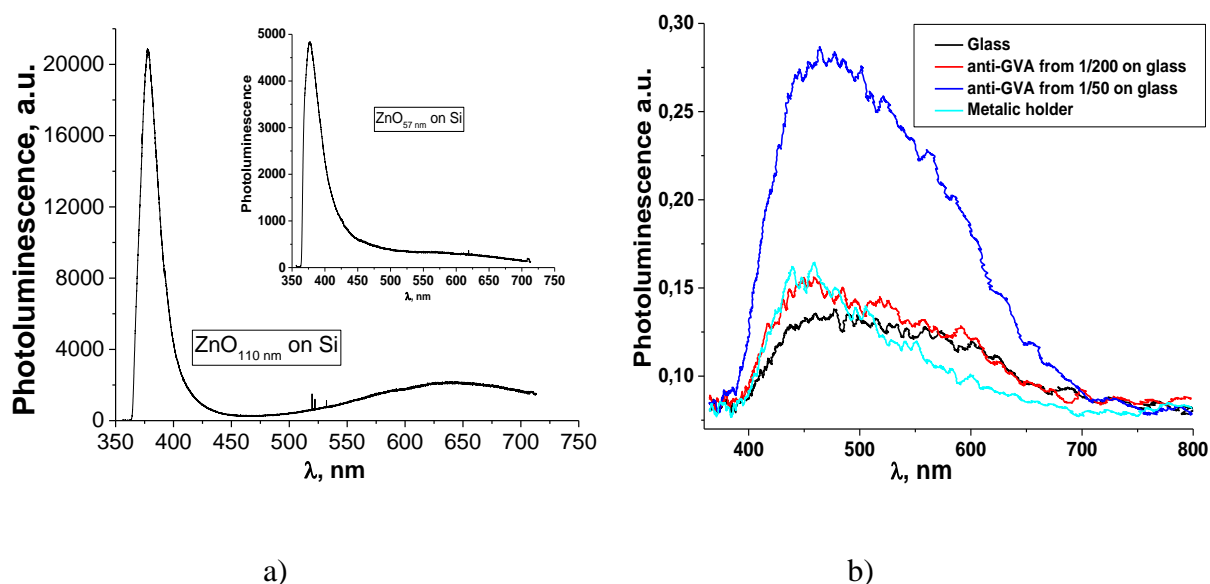 Photoluminescence, a.u.
20000
16000
12000
8000
4000
0
350 400 450 500 550 600 650 700 750
λ, nm
ZnO110 nm on Si
Photoluminescence
5000
4000
3000
2000
1000
0
350 400 450 500 550 600 650 700 750
λ, nm
ZnO57 nm on Si
a)
Photoluminescence a.u.
0,30
0,25
0,20
0,15
0,10
400 500 600 700 800
λ, nm
Glass
anti-GVA from 1/200 on glass
anti-GVA from 1/50 on glass
Metalic holder
b)